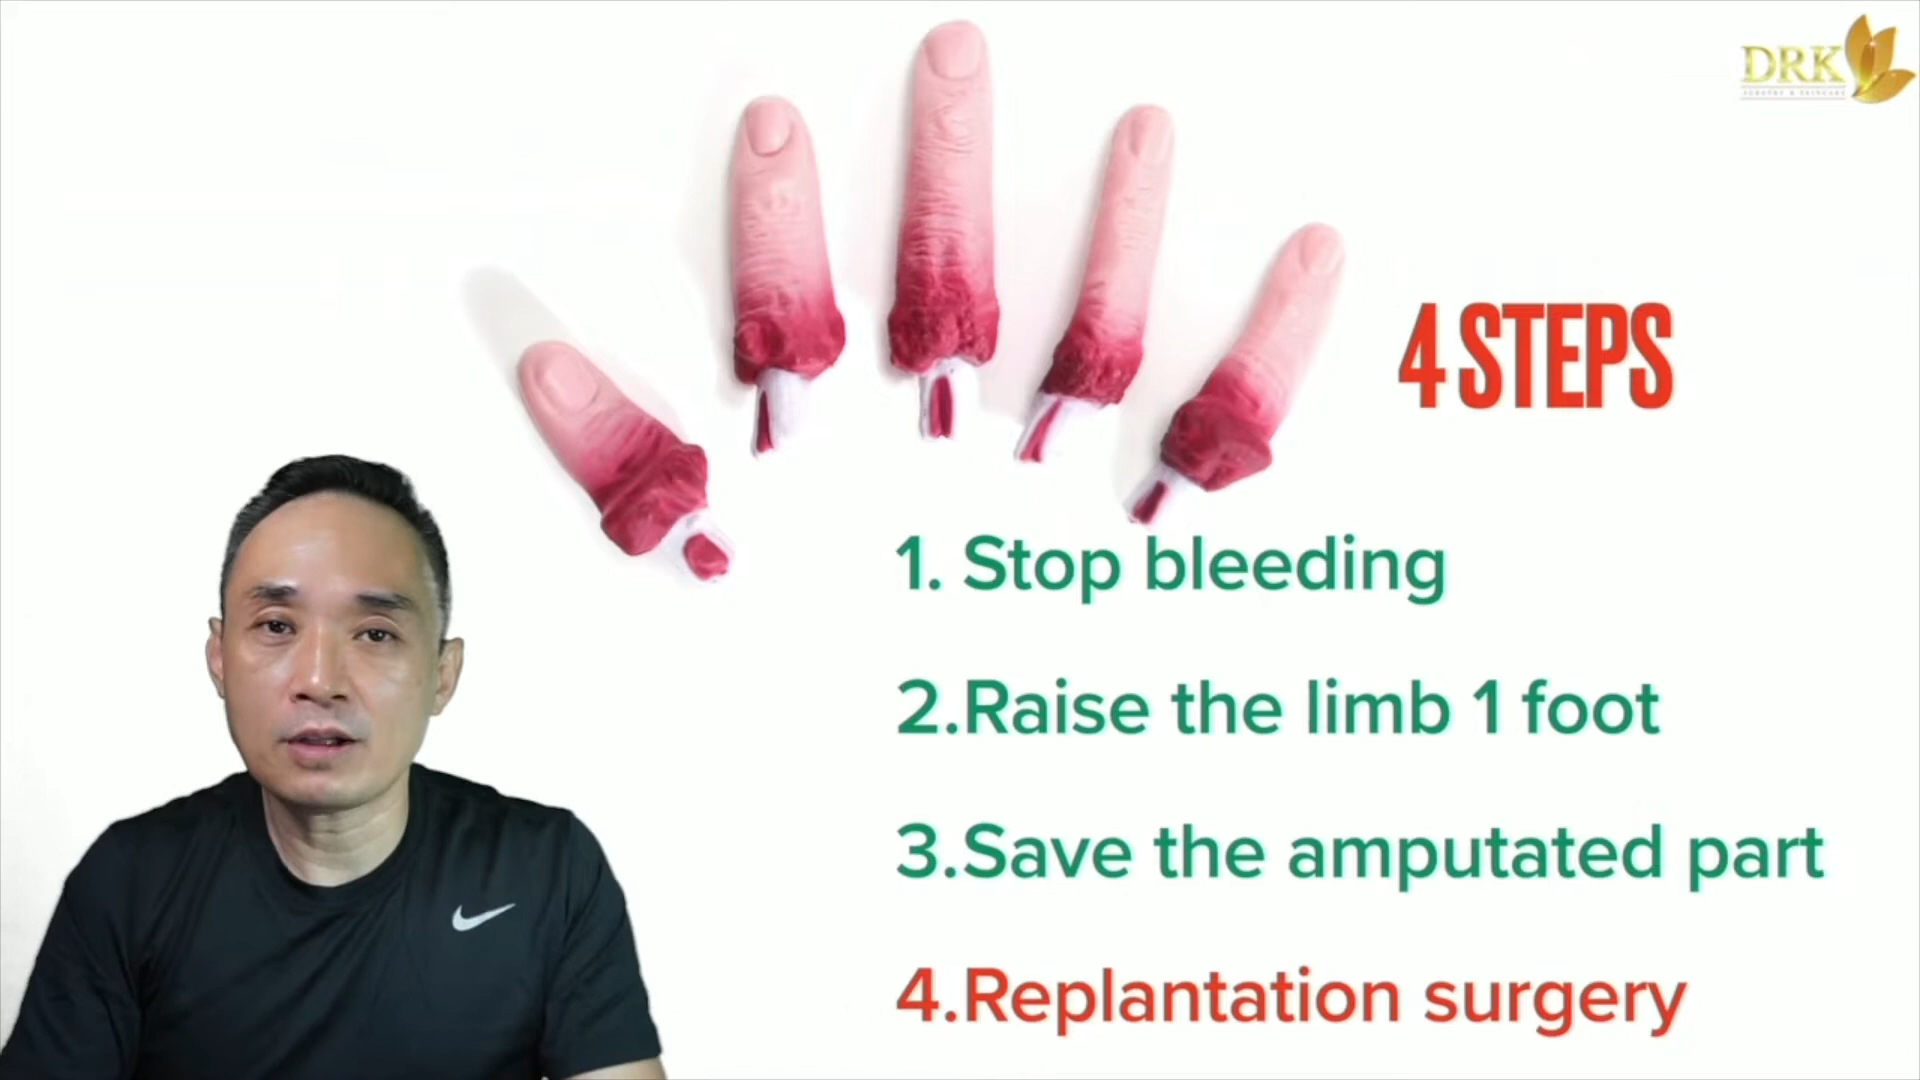 DRK
4 STEPS
1. Stop bleeding
2.Raise the limb 1 foot
3.Save the amputated part
4.Replantation surgery